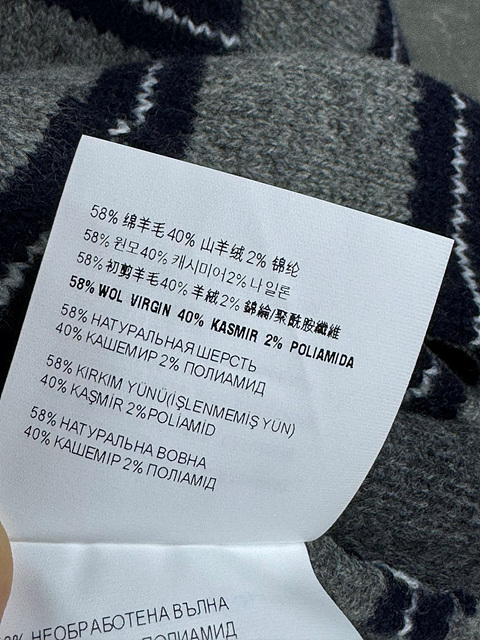 58% 绵羊毛 40% 山羊绒 2% 锦纶
58% 원모 40% 캐시미어 2% 나일론
58% 初剪羊毛 40% 羊絨 2% 錦綸/聚酰胺纖維
58% WOL VIRGIN 40% KASMIR 2% POLIAMIDA
58% НАТУРАЛЬНАЯ ШЕРСТЬ
40% КАШЕМИР 2% ПОЛИАМИД
58% KIRKIM YÜNÜ(İŞLENMEMİŞ YÜN)
40% KAŞMİR 2%POLİAMİD
58% НАТУРАЛЬНА ВОВНА
40% КАШЕМІР 2% ПОЛІАМІД
НЕОБРАБОТЕНА ВЪЛНА
ПОЛИАМИД